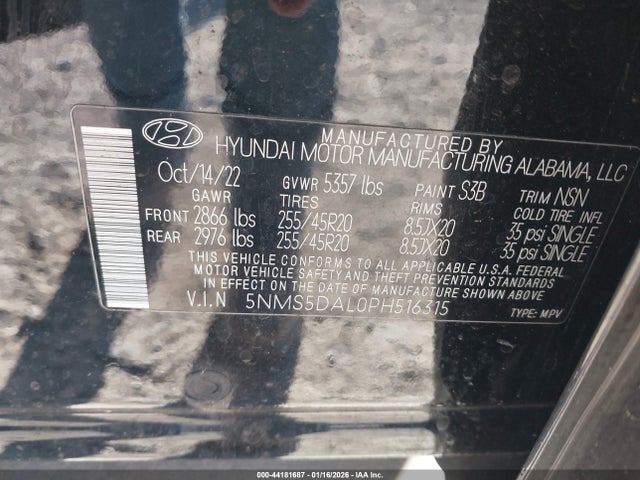 MANUFACTURED BY
HYUNDAI MOTOR MANUFACTURING ALABAMA, LLC
Oct/14/22 GVWR 5357 lbs PAINT S3B TRIM NSN
GAWR TIRES RIMS COLD TIRE INFL
FRONT 2866 lbs 255/45R20 8.5JX20 35 psi SINGLE
REAR 2976 lbs 255/45R20 8.5JX20 35 psi SINGLE
THIS VEHICLE CONFORMS TO ALL APPLICABLE U.S.A. FEDERAL
MOTOR VEHICLE SAFETY AND THEFT PREVENTION STANDARDS
IN EFFECT ON THE DATE OF MANUFACTURE SHOWN ABOVE.
V.I.N 5NMS5DAL0PH516315 TYPE: MPV
000-44181687 - 01/16/2026 - IAA Inc.